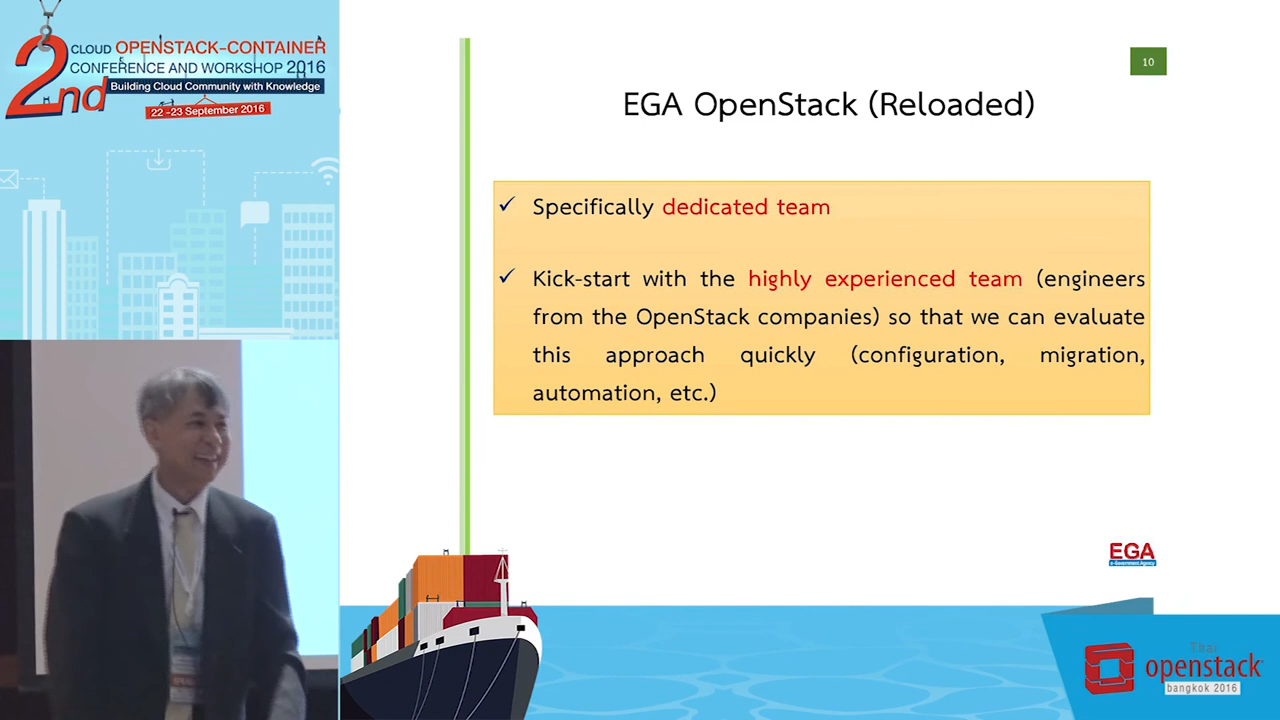 2nd
CLOUD OPENSTACK-CONTAINER
CONFERENCE AND WORKSHOP 2016
Building Cloud Community with Knowledge
22 -23 September 2016
10
EGA OpenStack (Reloaded)
✓ Specifically dedicated team
✓ Kick-start with the highly experienced team (engineers
from the OpenStack companies) so that we can evaluate
this approach quickly (configuration, migration,
automation, etc.)
EGA
e-Government Agency
Thai
openstack
bangkok 2016